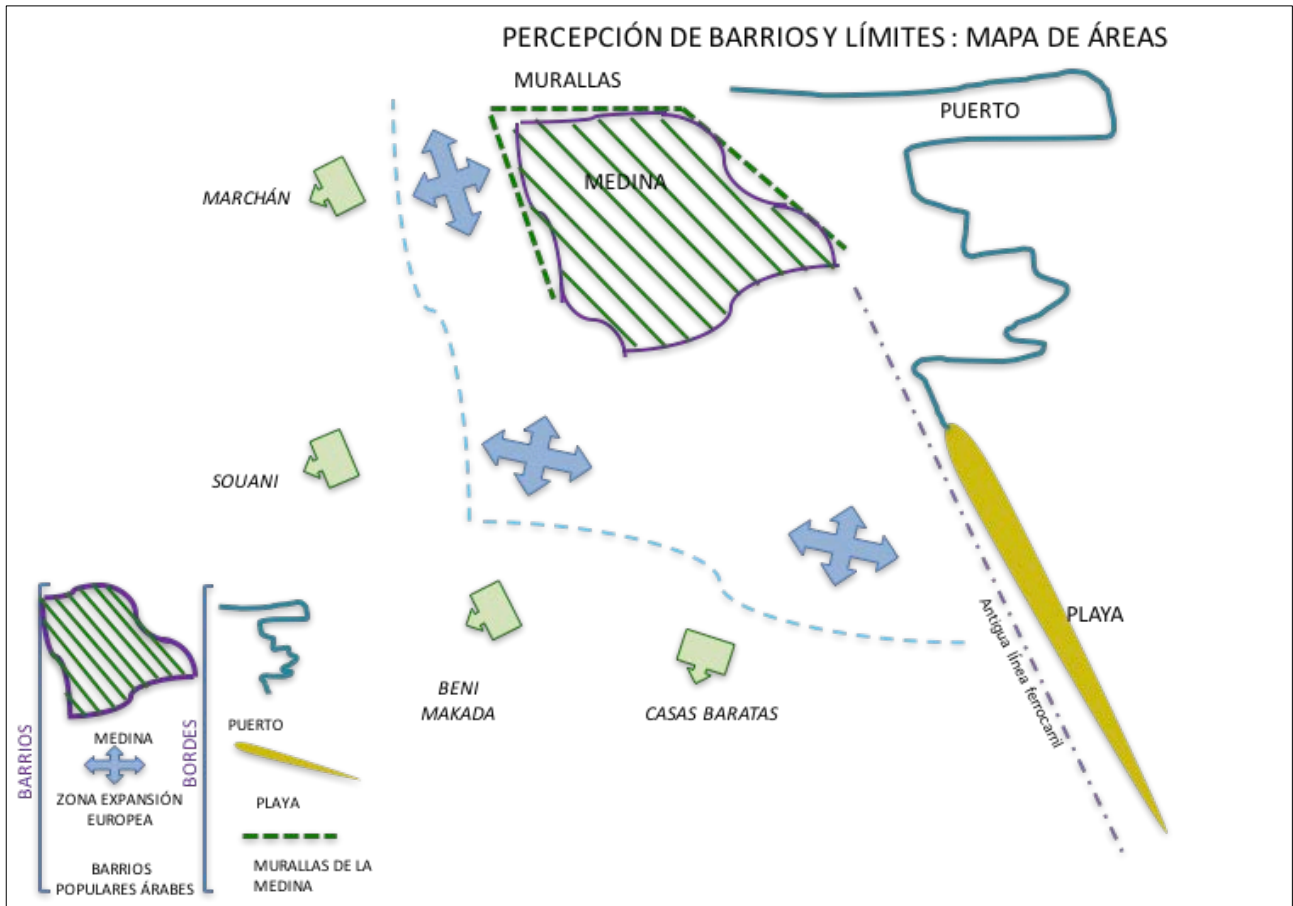 PERCEPCIÓN DE BARRIOS Y LÍMITES : MAPA DE ÁREAS
MURALLAS
PUERTO
MEDINA
MARCHÁN
SOUANI
PLAYA
Antigua línea ferrocarril
BENI
MAKADA
CASAS BARATAS
BARRIOS
MEDINA
ZONA EXPANSIÓN
EUROPEA
BARRIOS
POPULARES ÁRABES
BORDES
PUERTO
PLAYA
MURALLAS DE LA
MEDINA